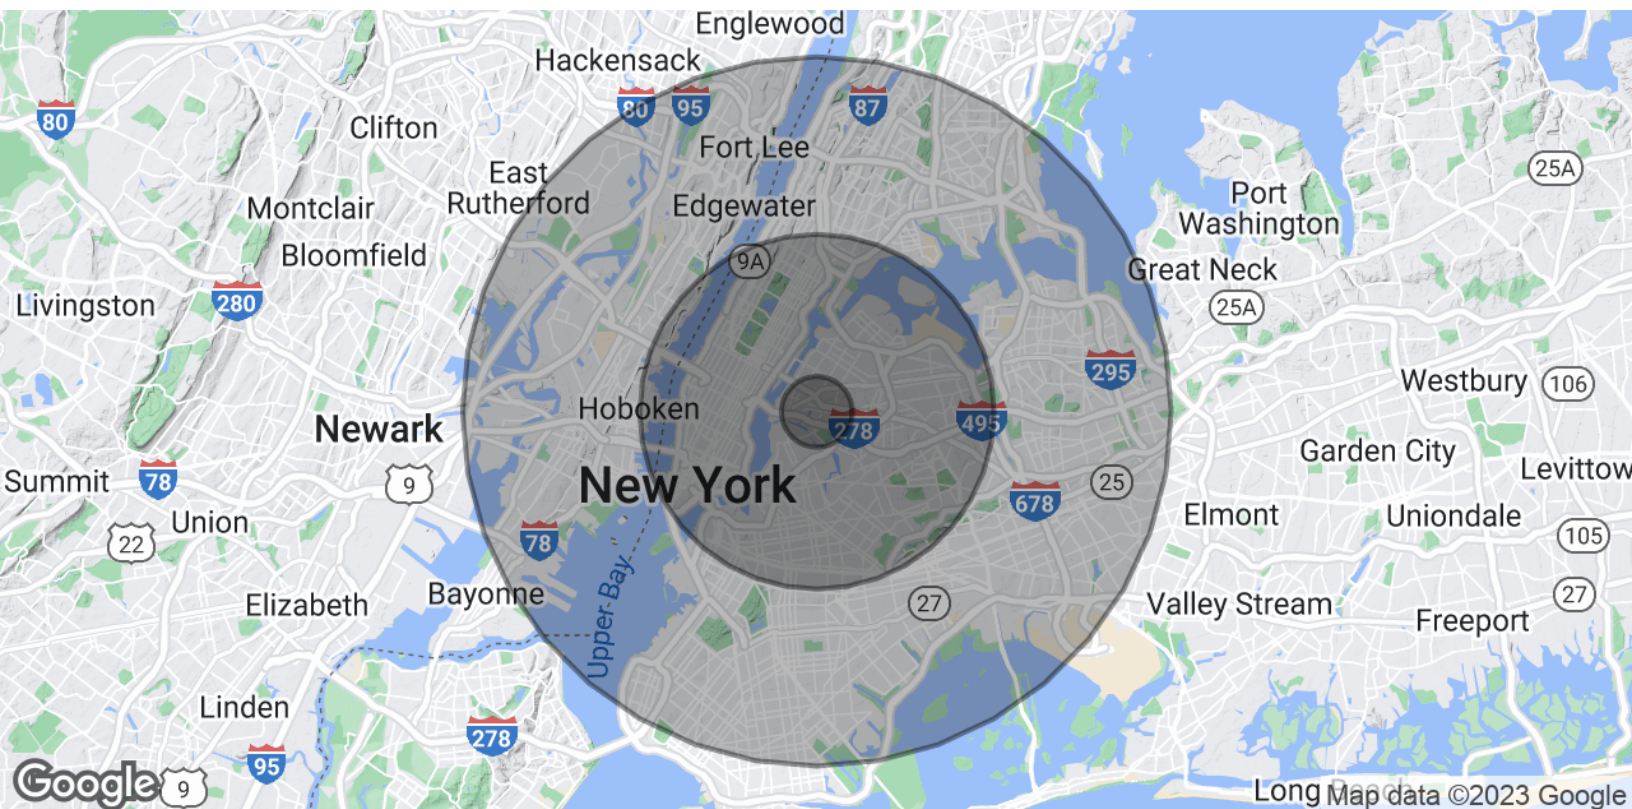 Englewood
Hackensack
80
95
87
80
Clifton
Fort Lee
25A
East
Rutherford
Port
Washington
Montclair
Edgewater
Bloomfield
9A
Great Neck
Livingston
280
25A
295
Westbury
106
Hoboken
Newark
278
495
Garden City
Summit
78
9
New York
25
Levittow
678
Union
Elmont
Uniondale
22
78
105
Bayonne
Elizabeth
Upper Bay
27
Valley Stream
27
Freeport
Linden
278
95
Google
9
Long Beach
Map data ©2023 Google